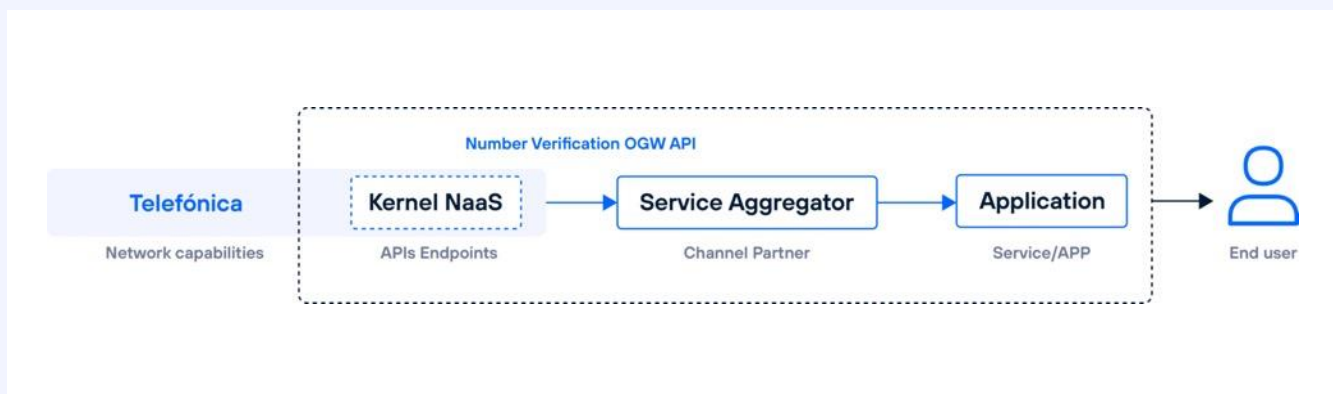 Number Verification OGW API
Telefónica
Kernel NaaS
Service Aggregator
Application
Network capabilities
APIs Endpoints
Channel Partner
Service/APP
End user